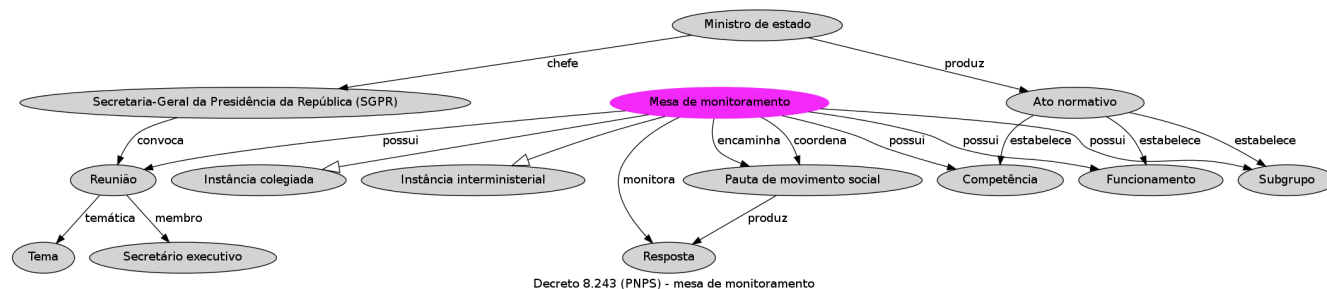 Ministro de estado
chefe
produz
Secretaria-Geral da Presidência da República (SGPR)
Mesa de monitoramento
Ato normativo
convoca
possui
encaminha
coordena
possui
estabelece
possui
estabelece
possui
estabelece
Reunião
Instância colegiada
Instância interministerial
monitora
Pauta de movimento social
Competência
Funcionamento
Subgrupo
temática
membro
produz
Tema
Secretário executivo
Resposta
Decreto 8.243 (PNPS) - mesa de monitoramento